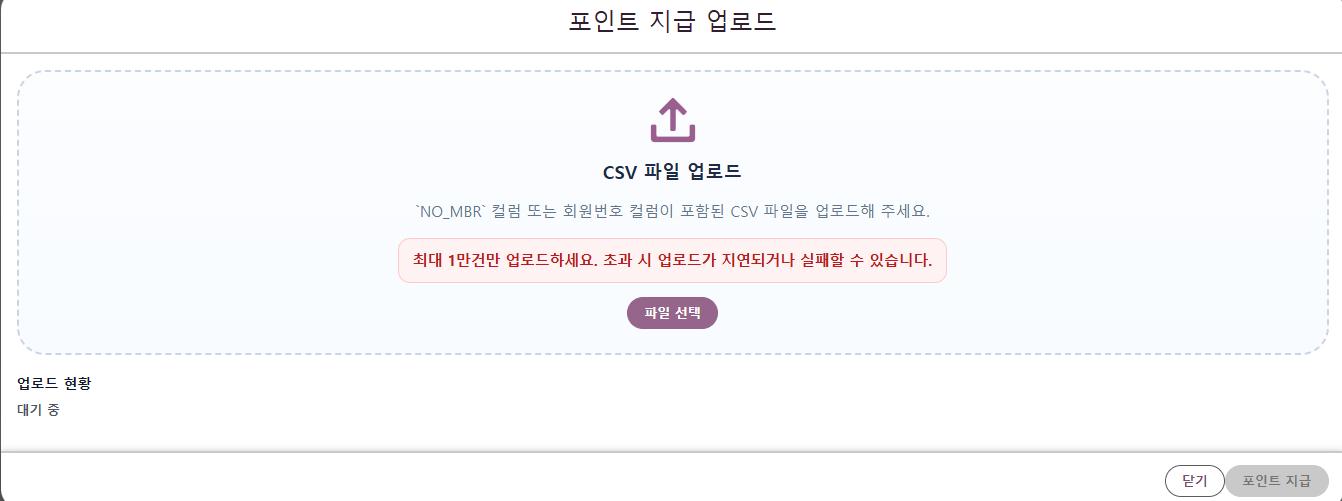 포인트 지급 업로드
CSV 파일 업로드
`NO_MBR` 컬럼 또는 회원번호 컬럼이 포함된 CSV 파일을 업로드해 주세요.
최대 1만건만 업로드하세요. 초과 시 업로드가 지연되거나 실패할 수 있습니다.
파일 선택
업로드 현황
대기 중
닫기
포인트 지급